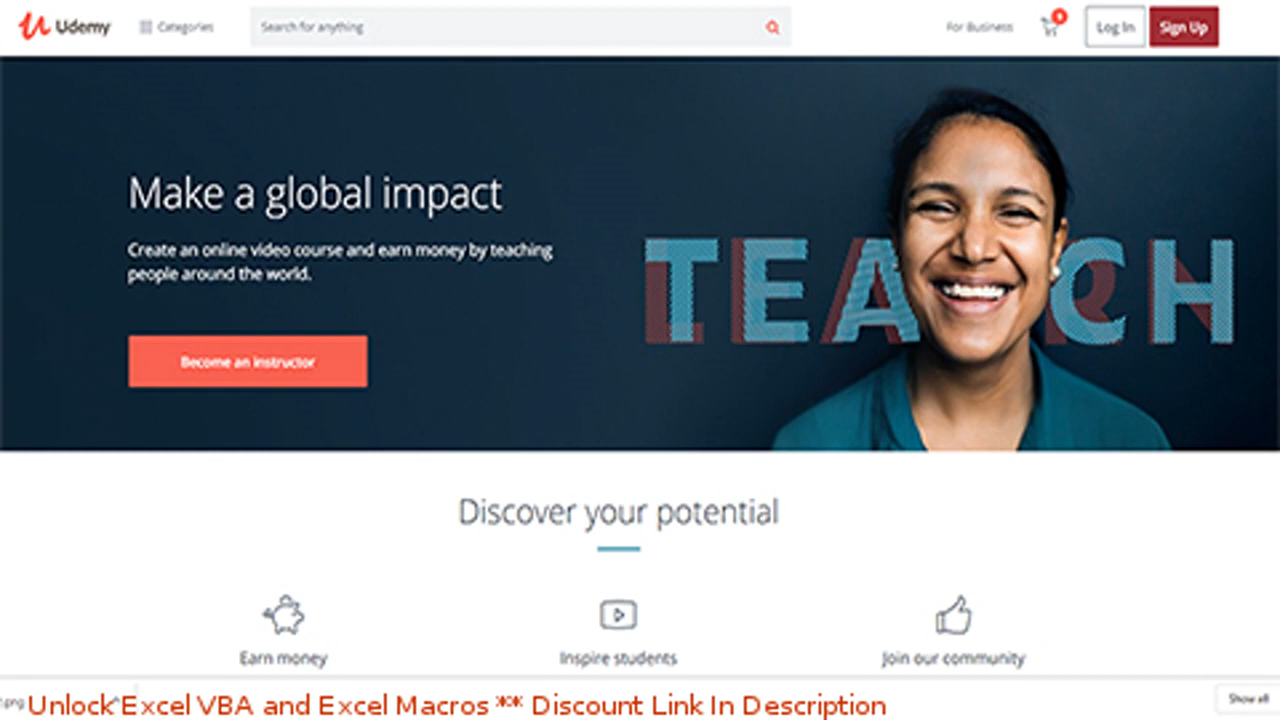 Udemy Categories Search for anything For Business Log In Sign Up
Make a global impact
Create an online video course and earn money by teaching
people around the world.
TEACH
Become an instructor
Discover your potential
Earn money Inspire students Join our community
Unlock Excel VBA and Excel Macros ** Discount Link In Description
Show all